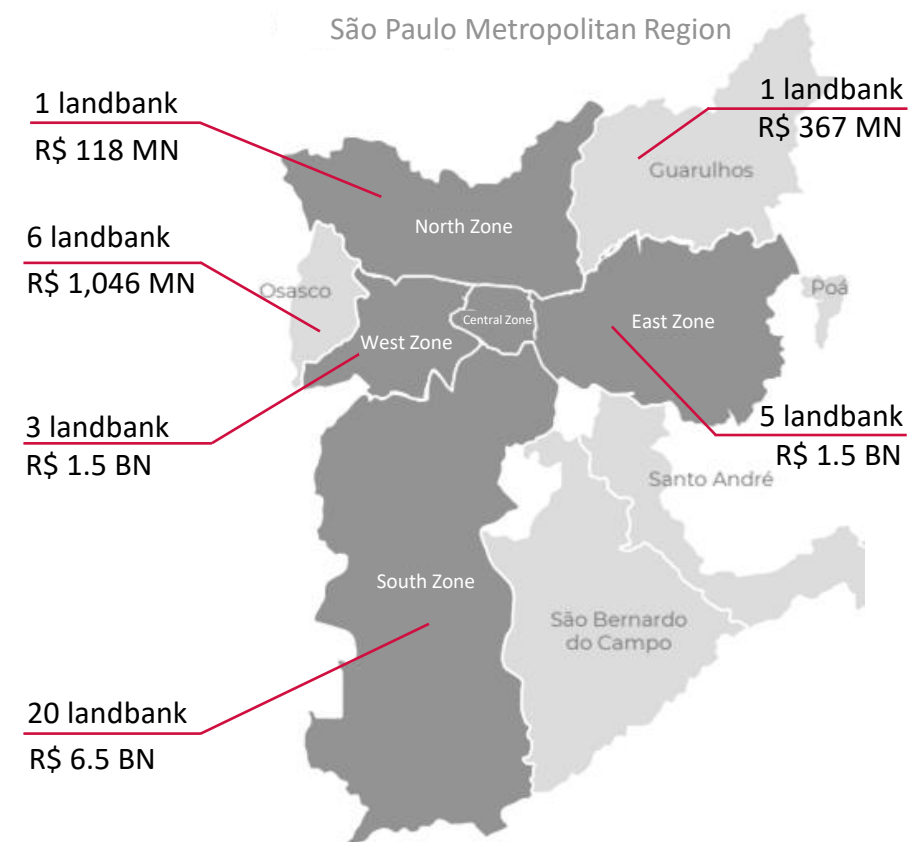 São Paulo Metropolitan Region
1 landbank
R$ 118 MN
1 landbank
R$ 367 MN
Guarulhos
North Zone
6 landbank
R$ 1,046 MN
Osasco
Poá
Central Zone
East Zone
West Zone
3 landbank
R$ 1.5 BN
5 landbank
R$ 1.5 BN
Santo André
South Zone
São Bernardo
do Campo
20 landbank
R$ 6.5 BN